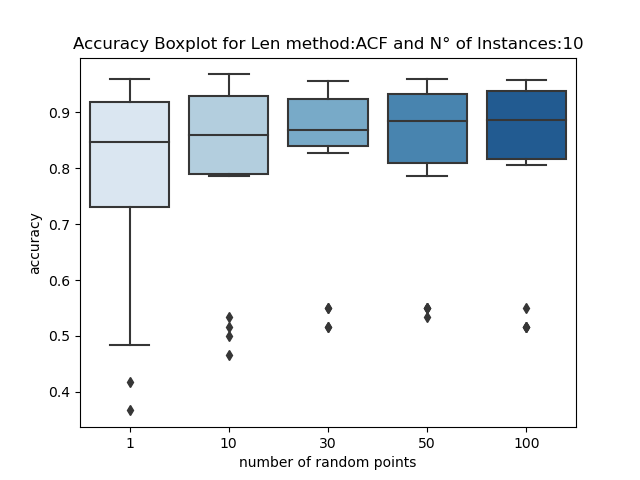 Accuracy Boxplot for Len method:ACF and N° of Instances:10
0.9
0.8
0.7
0.6
0.5
0.4
accuracy
1 10 30 50 100
number of random points